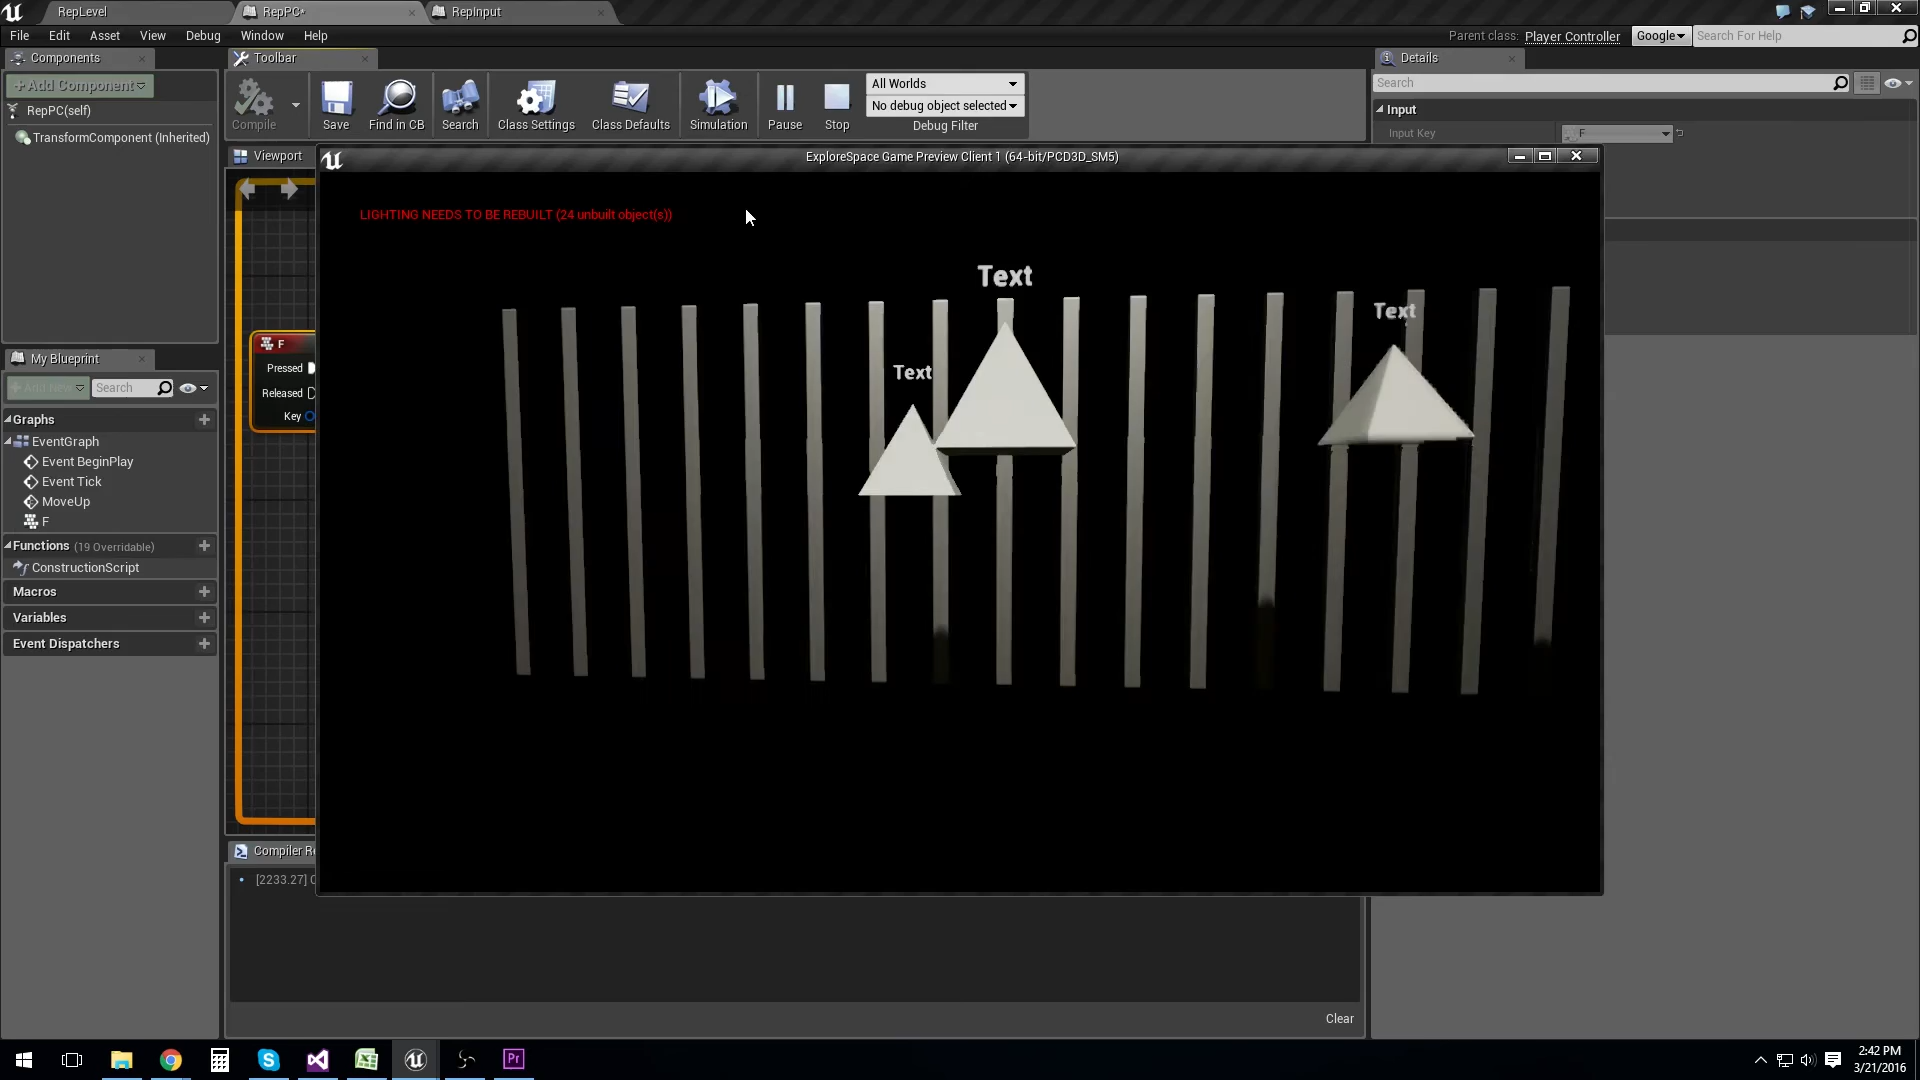 RepLevel
RepPC*
RepInput
File Edit Asset View Debug Window Help
Parent class: Player Controller
Google
Search For Help
Components
Toolbar
Details
+Add Component
RepPC(self)
TransformComponent (Inherited)
Compile
Save
Find in CB
Search
Class Settings
Class Defaults
Simulation
Pause
Stop
All Worlds
No debug object selected
Debug Filter
Search
Input
Input Key
F
Viewport
ExploreSpace Game Preview Client 1 (64-bit/PCD3D_SM5)
LIGHTING NEEDS TO BE REBUILT (24 unbuilt object(s))
Text
Text
Text
F
Pressed
Released
Key
My Blueprint
+Add New
Search
Graphs
EventGraph
Event BeginPlay
Event Tick
MoveUp
F
Functions (19 Overridable)
ConstructionScript
Macros
Variables
Event Dispatchers
Compiler Re
[2233.27] C
Clear
Pr
2:42 PM
3/21/2016